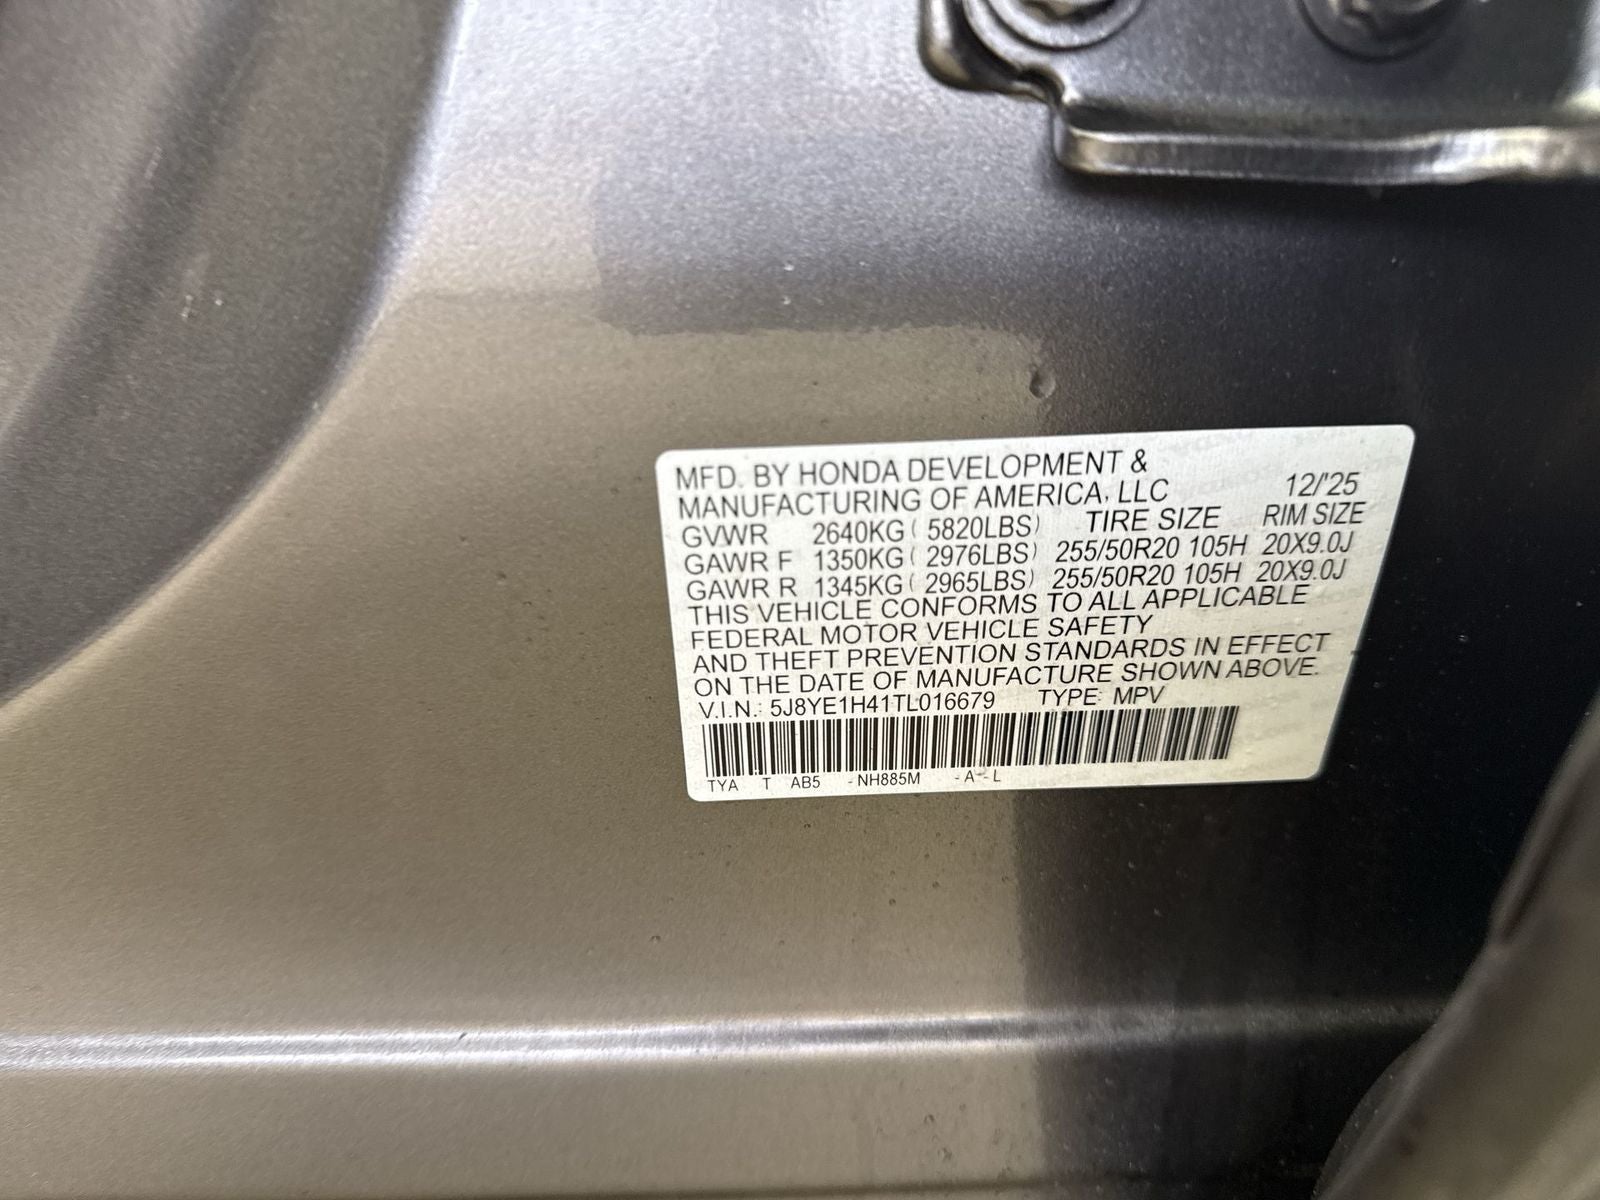 MFD. BY HONDA DEVELOPMENT &
MANUFACTURING OF AMERICA, LLC 12/'25
GVWR 2640KG ( 5820LBS) TIRE SIZE RIM SIZE
GAWR F 1350KG ( 2976LBS) 255/50R20 105H 20X9.0J
GAWR R 1345KG ( 2965LBS) 255/50R20 105H 20X9.0J
THIS VEHICLE CONFORMS TO ALL APPLICABLE
FEDERAL MOTOR VEHICLE SAFETY
AND THEFT PREVENTION STANDARDS IN EFFECT
ON THE DATE OF MANUFACTURE SHOWN ABOVE.
V.I.N.: 5J8YE1H41TL016679 TYPE: MPV
TYA T AB5 -NH885M -A -L